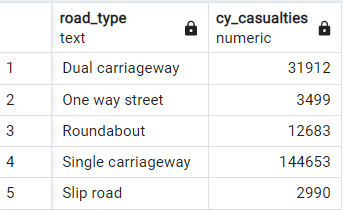 road_type cy_casualties
text numeric
1 Dual carriageway 31912
2 One way street 3499
3 Roundabout 12683
4 Single carriageway 144653
5 Slip road 2990